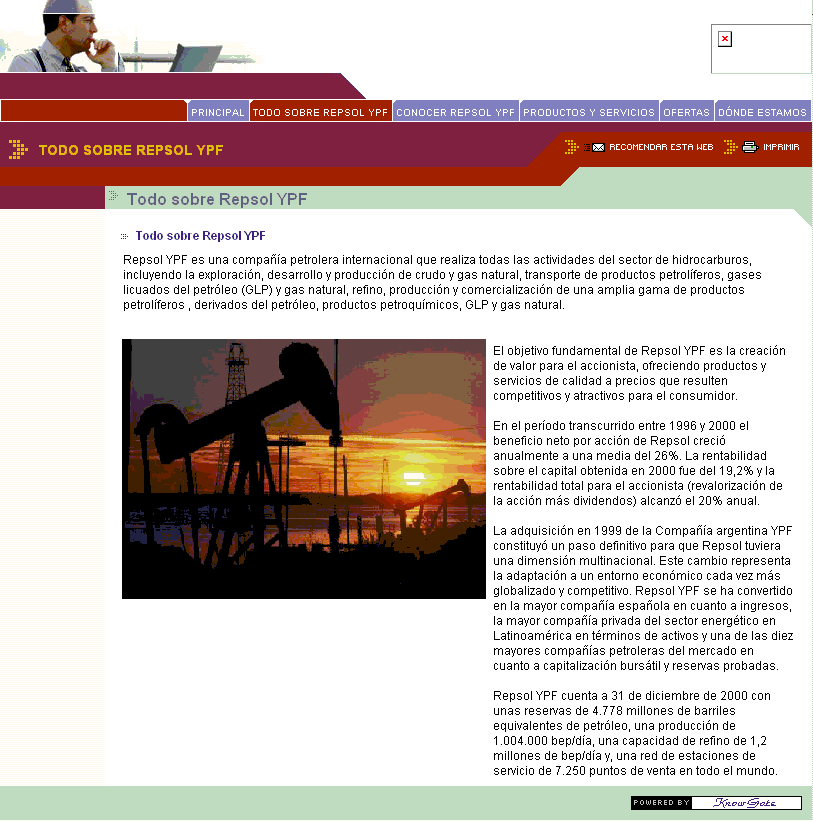 PRINCIPAL
TODO SOBRE REPSOL YPF
CONOCER REPSOL YPF
PRODUCTOS Y SERVICIOS
OFERTAS
DÓNDE ESTAMOS
TODO SOBRE REPSOL YPF
RECOMENDAR ESTA WEB
IMPRIMIR
Todo sobre Repsol YPF
Todo sobre Repsol YPF
Repsol YPF es una compañía petrolera internacional que realiza todas las actividades del sector de hidrocarburos,
incluyendo la exploración, desarrollo y producción de crudo y gas natural, transporte de productos petrolíferos, gases
licuados del petróleo (GLP) y gas natural, refino, producción y comercialización de una amplia gama de productos
petrolíferos , derivados del petróleo, productos petroquímicos, GLP y gas natural.
El objetivo fundamental de Repsol YPF es la creación
de valor para el accionista, ofreciendo productos y
servicios de calidad a precios que resulten
competitivos y atractivos para el consumidor.
En el período transcurrido entre 1996 y 2000 el
beneficio neto por acción de Repsol creció
anualmente a una media del 26%. La rentabilidad
sobre el capital obtenida en 2000 fue del 19,2% y la
rentabilidad total para el accionista (revalorización de
la acción más dividendos) alcanzó el 20% anual.
La adquisición en 1999 de la Compañía argentina YPF
constituyó un paso definitivo para que Repsol tuviera
una dimensión multinacional. Este cambio representa
la adaptación a un entorno económico cada vez más
globalizado y competitivo. Repsol YPF se ha convertido
en la mayor compañía española en cuanto a ingresos,
la mayor compañía privada del sector energético en
Latinoamérica en términos de activos y una de las diez
mayores compañías petroleras del mercado en
cuanto a capitalización bursátil y reservas probadas.
Repsol YPF cuenta a 31 de diciembre de 2000 con
unas reservas de 4.778 millones de barriles
equivalentes de petróleo, una producción de
1.004.000 bep/día, una capacidad de refino de 1,2
millones de bep/día y, una red de estaciones de
servicio de 7.250 puntos de venta en todo el mundo.
POWERED BY KnowGate